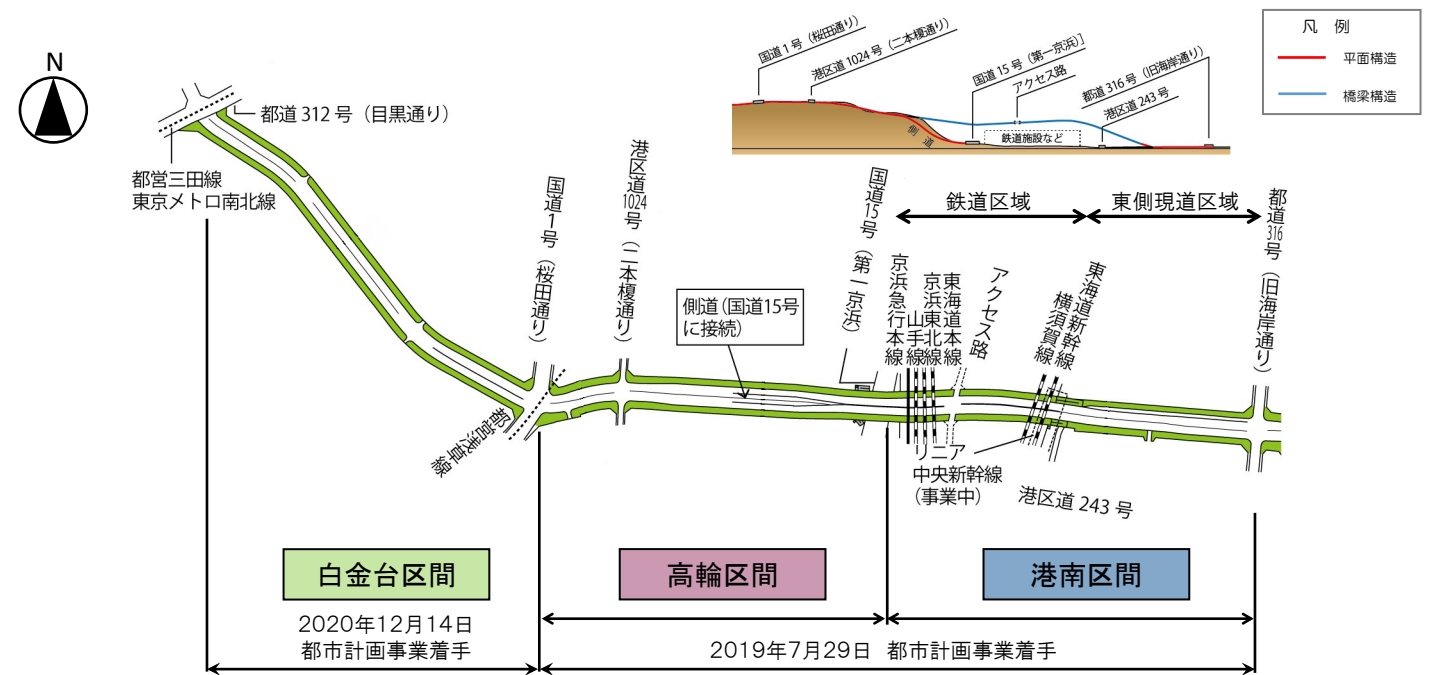 N
都道 312 号（目黒通り）
都営三田線
東京メトロ南北線
国道1号（桜田通り）
港区道1024号（二本榎通り）
国道15号（第一京浜）]
アクセス路
都道 316 号（旧海岸通り）
港区道 243 号
側道
鉄道施設など
凡　例
平面構造
橋梁構造
国道1号（桜田通り）
港区道1024号（二本榎通り）
側道（国道15号
に接続）
国道15号（第一京浜）
鉄道区域
東側現道区域
京浜急行本線
山手線
京浜東北線
東海道本線
アクセス路
東海道新幹線
横須賀線
都道316号（旧海岸通り）
都営浅草線
リニア
中央新幹線
（事業中）
港区道 243 号
白金台区間
高輪区間
港南区間
2020年12月14日
都市計画事業着手
2019年7月29日 都市計画事業着手